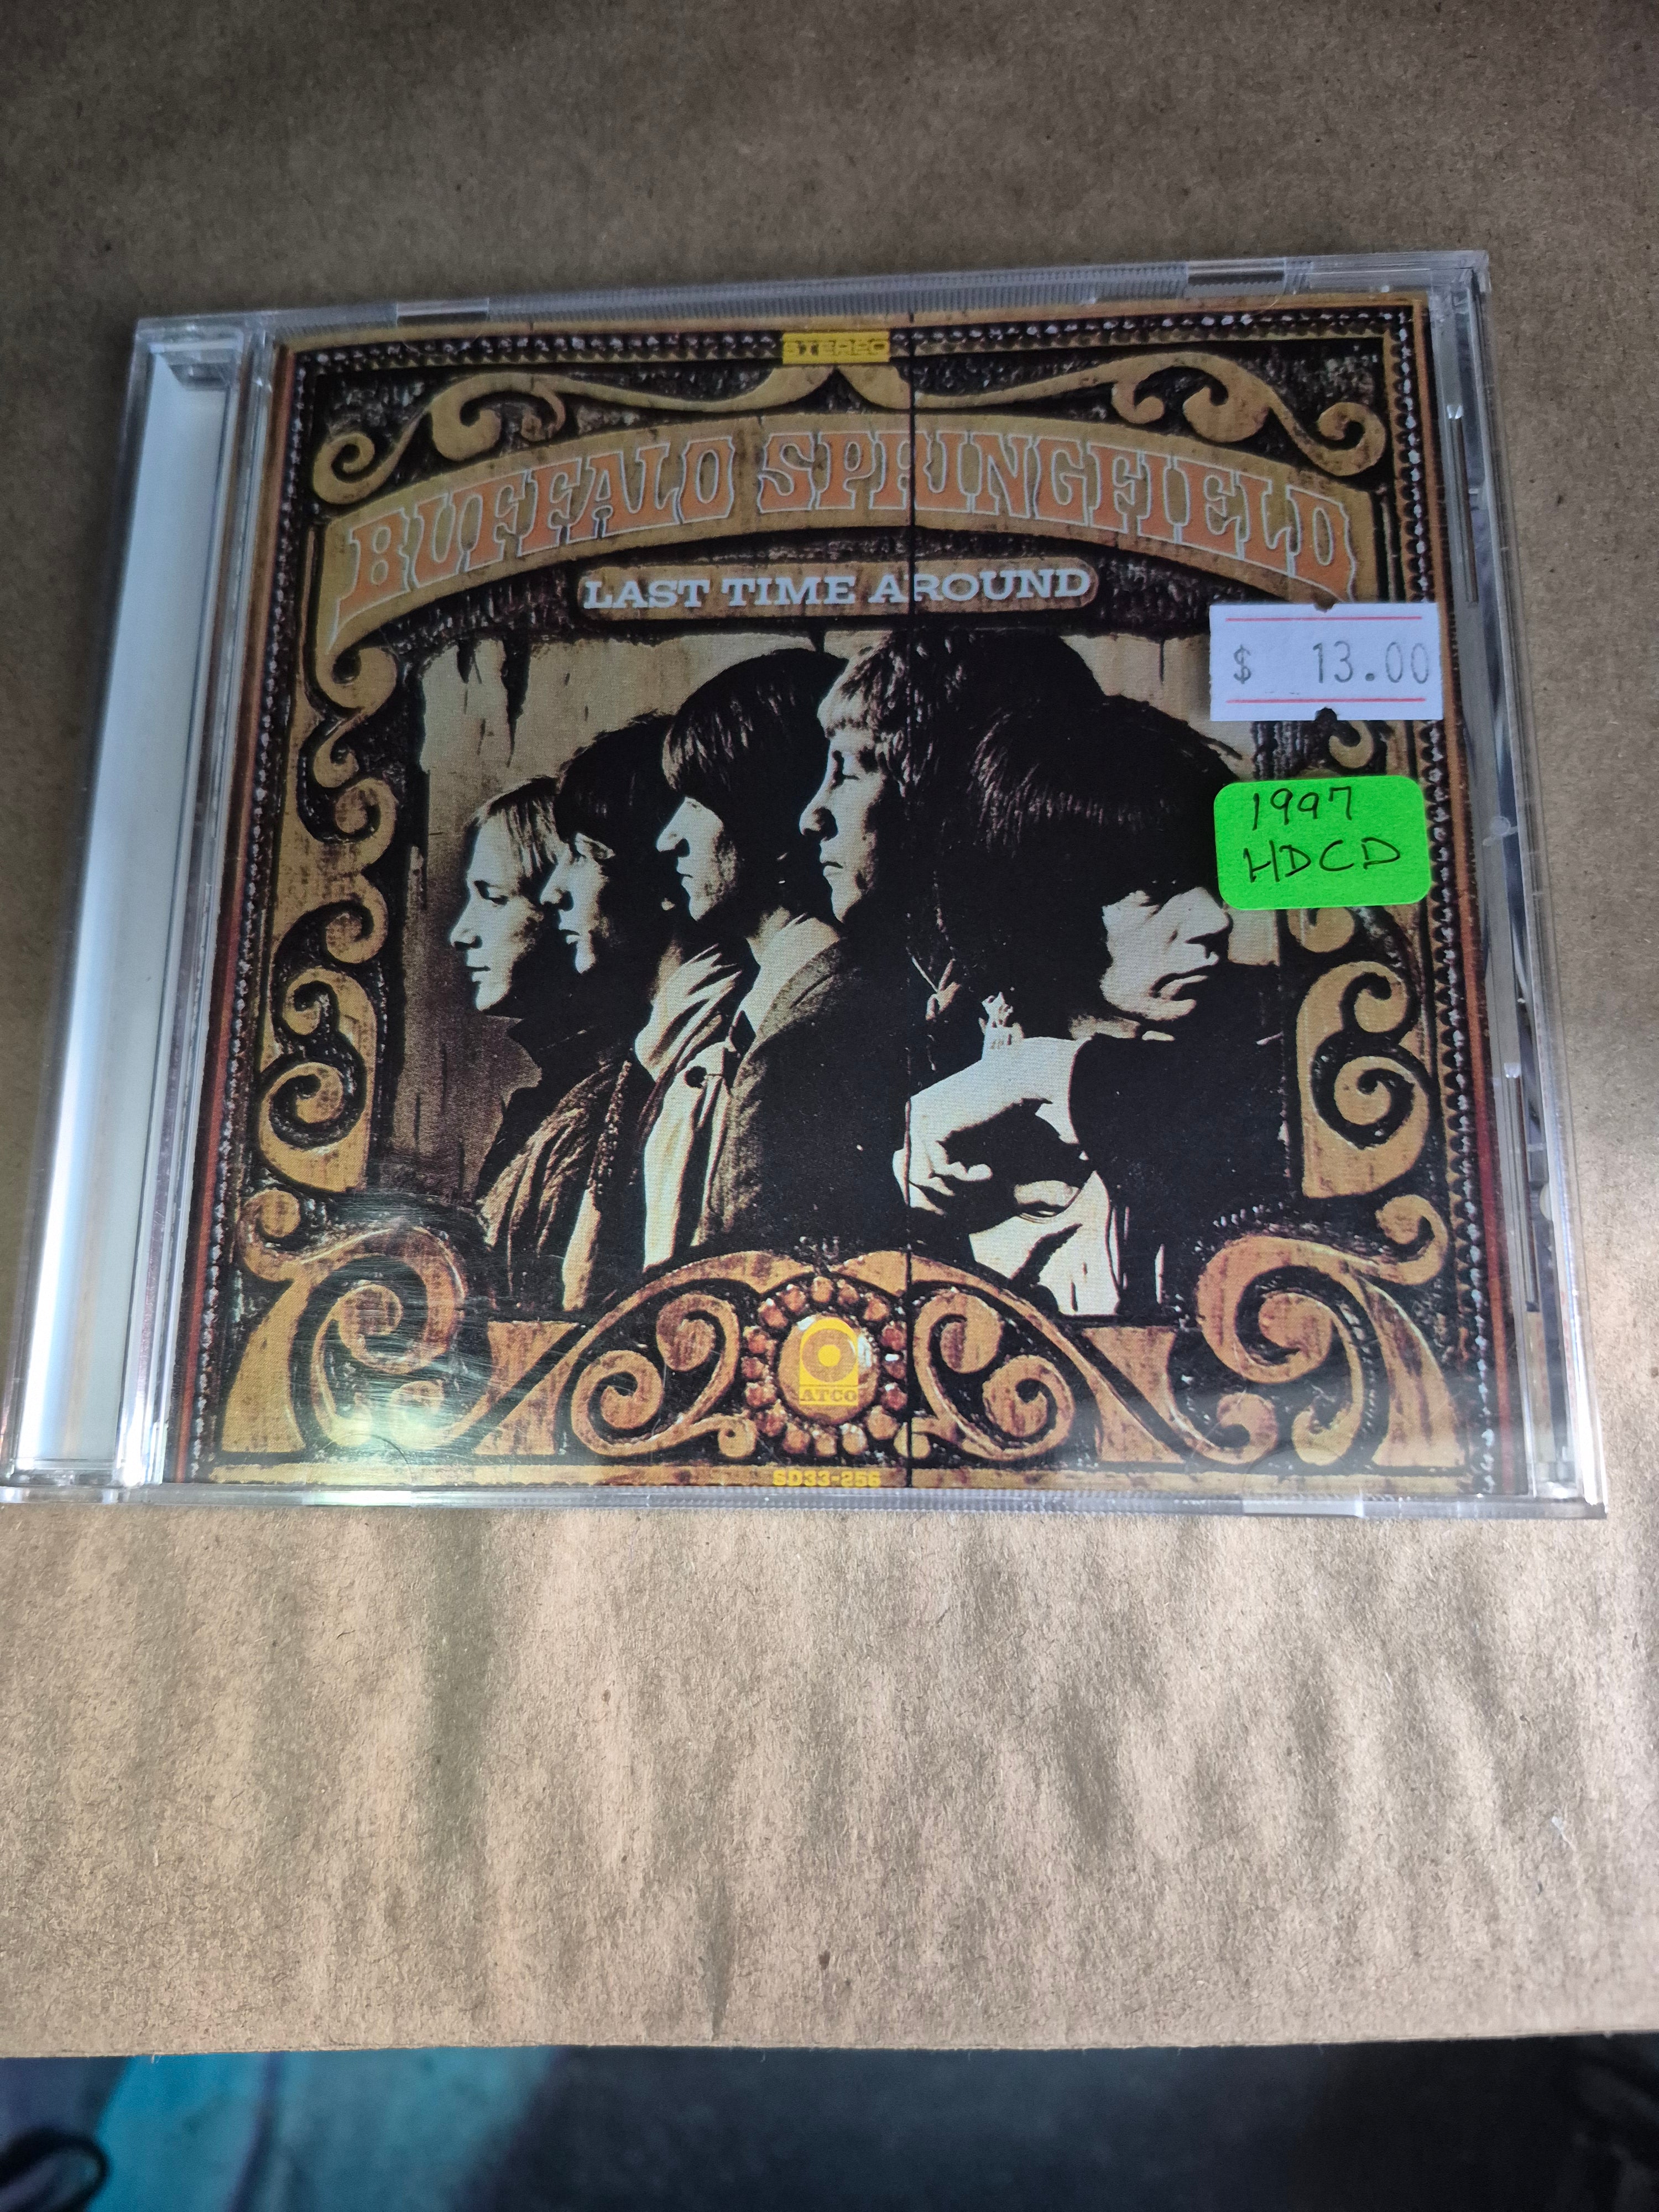 STEREO
BUFFALO SPRINGFIELD
LAST TIME AROUND
$ 13.00
1997
HDCD
ATCO
SD33-256